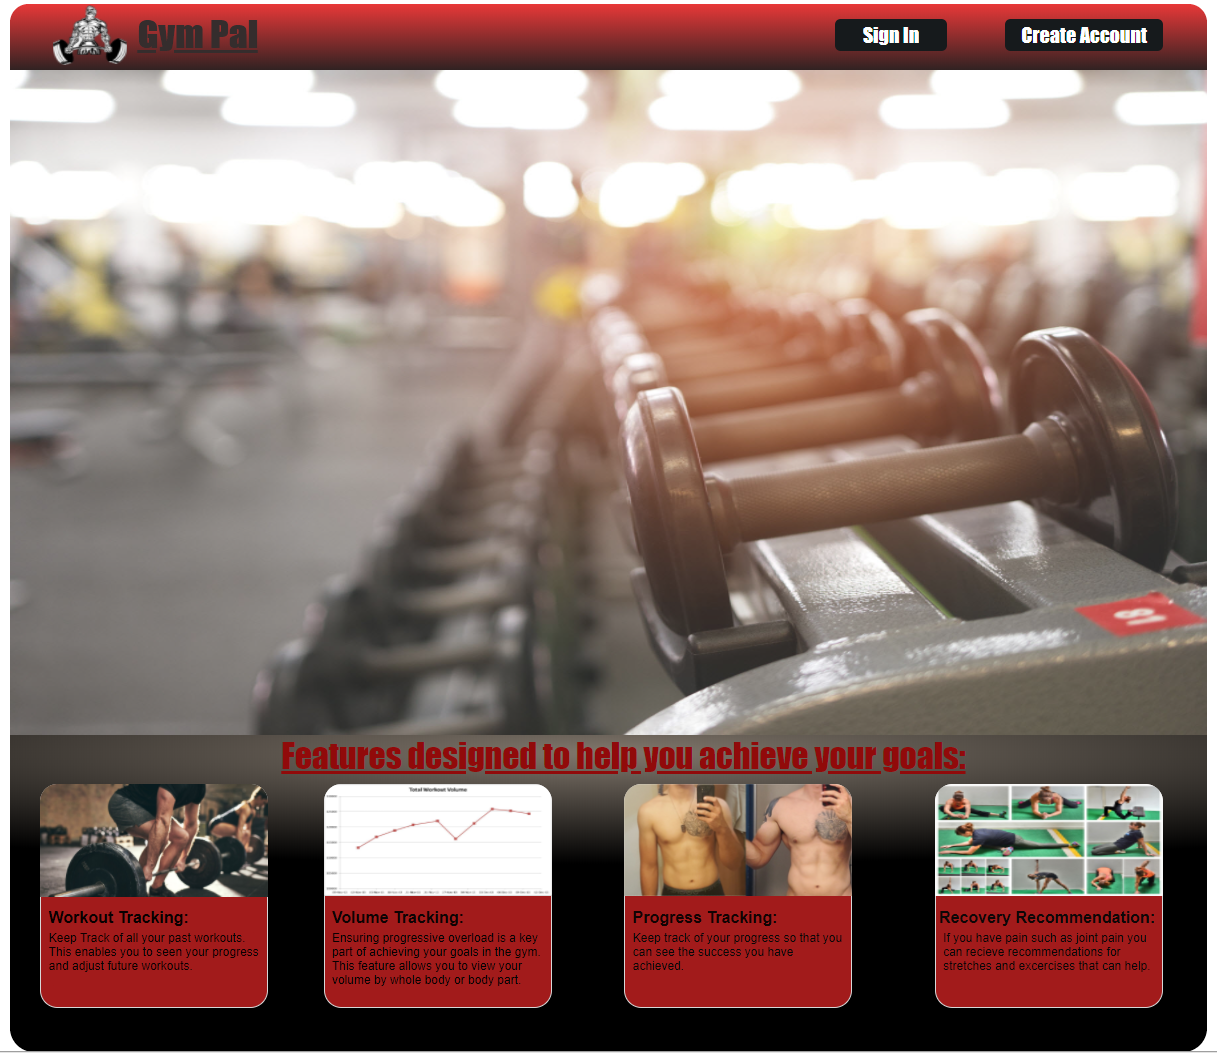 Gym Pal
Sign In
Create Account
18
Features designed to help you achieve your goals:
Total Workout Volume
Workout Tracking:
Keep Track of all your past workouts.
This enables you to seen your progress
and adjust future workouts.
Volume Tracking:
Ensuring progressive overload is a key
part of achieving your goals in the gym.
This feature allows you to view your
volume by whole body or body part.
Progress Tracking:
Keep track of your progress so that you
can see the success you have
achieved.
Recovery Recommendation:
If you have pain such as joint pain you
can recieve recommendations for
stretches and excercises that can help.